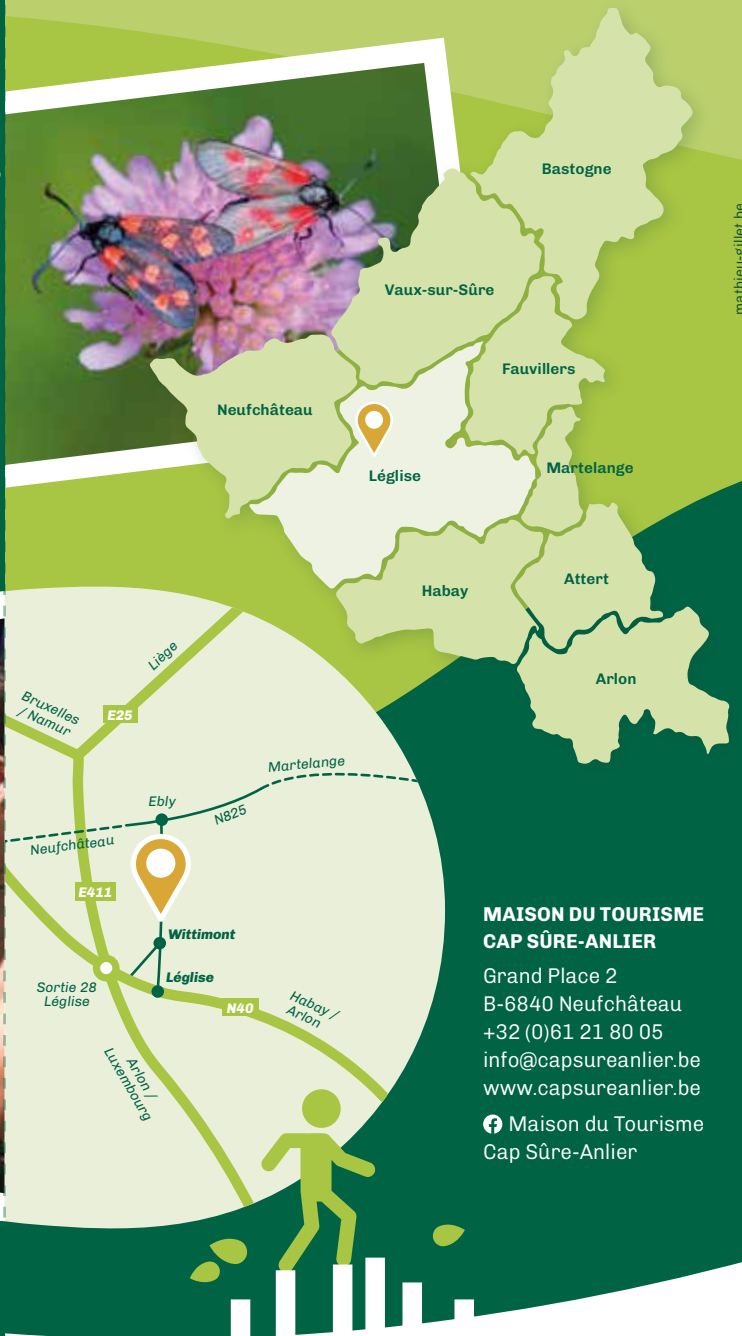 Bastogne
mathieu-gillet.be
Vaux-sur-Sûre
Fauvillers
Neufchâteau
Martelange
Léglise
Attert
Habay
Arlon
Liège
Bruxelles
/ Namur
E25
Martelange
Ebly
N825
Neufchâteau
E411
Wittimont
Léglise
Sortie 28
Léglise
N40
Habay /
Arlon
Arlon /
Luxembourg
MAISON DU TOURISME
CAP SÛRE-ANLIER
Grand Place 2
B-6840 Neufchâteau
+32 (0)61 21 80 05
info@capsureanlier.be
www.capsureanlier.be
Maison du Tourisme
Cap Sûre-Anlier